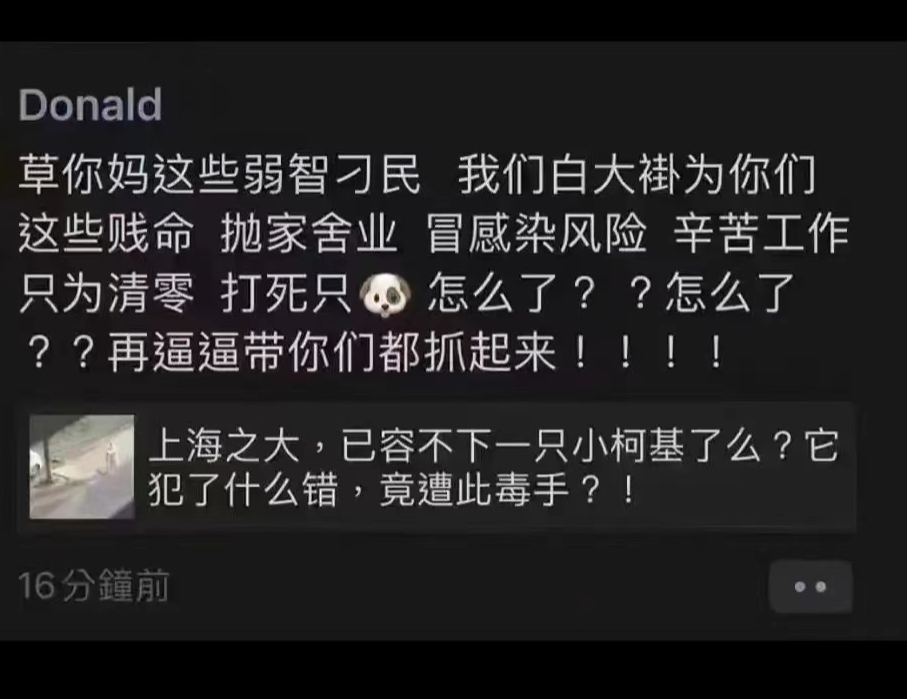 Donald
草你妈这些弱智刁民 我们白大褂为你们
这些贱命 抛家舍业 冒感染风险 辛苦工作
只为清零 打死只🐶怎么了？ ？怎么了
？？再逼逼带你们都抓起来！！！！
上海之大，已容不下一只小柯基了么？它
犯了什么错，竟遭此毒手？！
16分鐘前